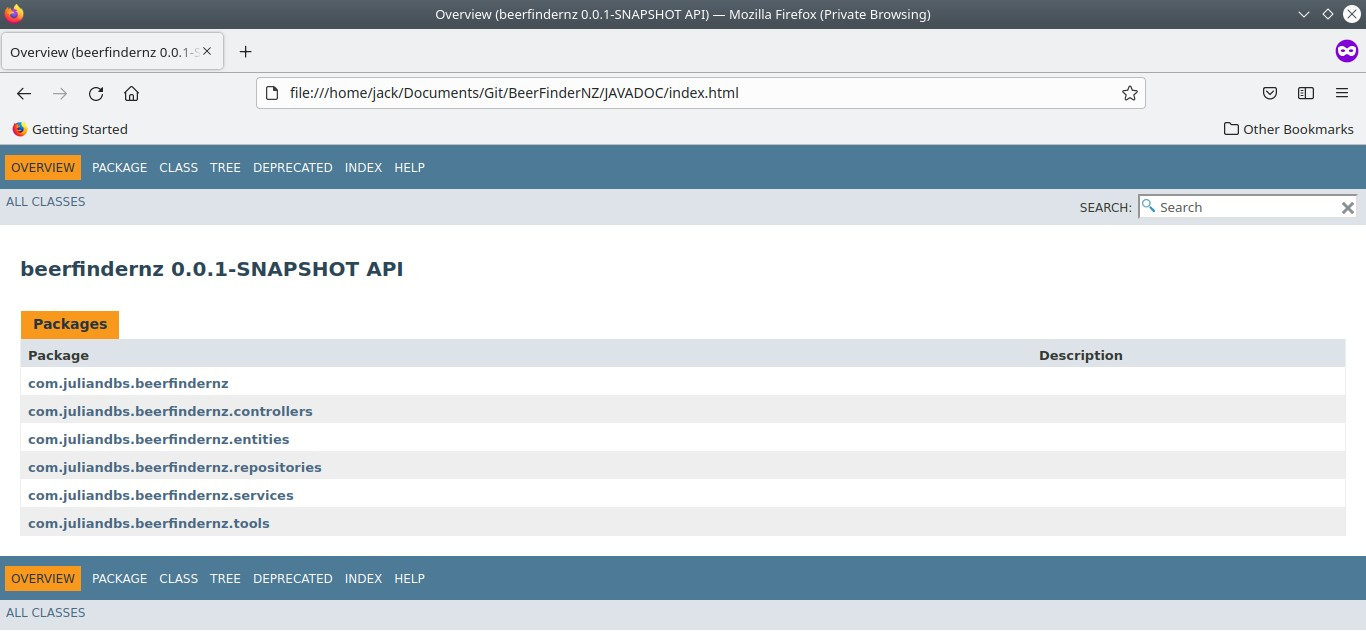 Overview (beerfindernz 0.0.1-SNAPSHOT API) — Mozilla Firefox (Private Browsing)
Overview (beerfindernz 0.0.1-S
file:///home/jack/Documents/Git/BeerFinderNZ/JAVADOC/index.html
Getting Started Other Bookmarks
OVERVIEW PACKAGE CLASS TREE DEPRECATED INDEX HELP
ALL CLASSES
SEARCH: Search
beerfindernz 0.0.1-SNAPSHOT API
Packages
Package Description
com.juliandbs.beerfindernz
com.juliandbs.beerfindernz.controllers
com.juliandbs.beerfindernz.entities
com.juliandbs.beerfindernz.repositories
com.juliandbs.beerfindernz.services
com.juliandbs.beerfindernz.tools
OVERVIEW PACKAGE CLASS TREE DEPRECATED INDEX HELP
ALL CLASSES